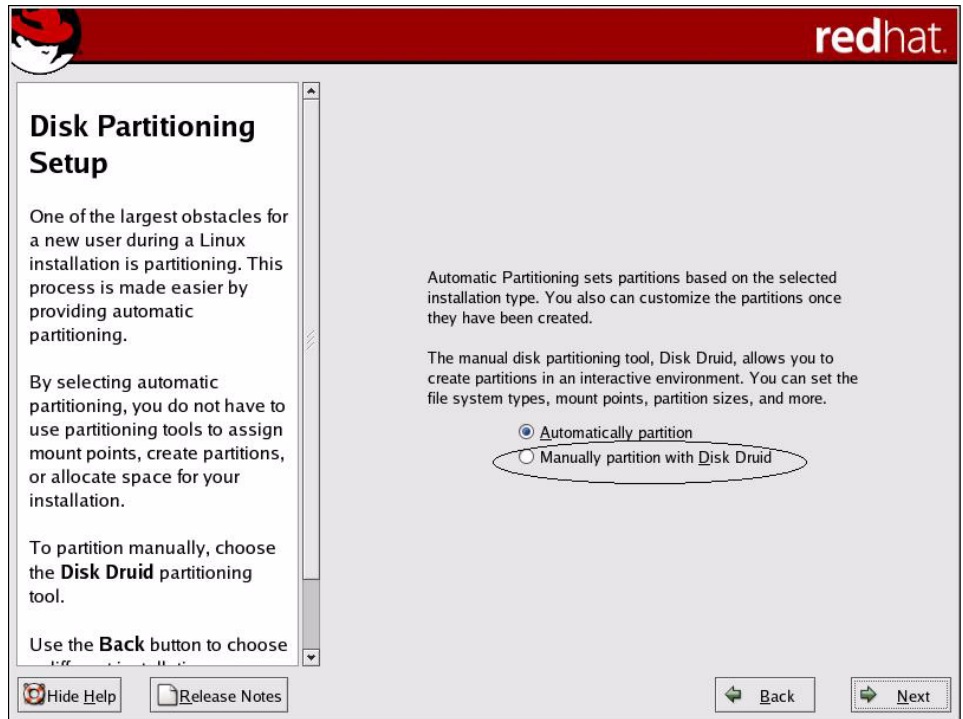 redhat.
Disk Partitioning
Setup
One of the largest obstacles for
a new user during a Linux
installation is partitioning. This
process is made easier by
providing automatic
partitioning.
By selecting automatic
partitioning, you do not have to
use partitioning tools to assign
mount points, create partitions,
or allocate space for your
installation.
To partition manually, choose
the Disk Druid partitioning
tool.
Use the Back button to choose
Automatic Partitioning sets partitions based on the selected
installation type. You also can customize the partitions once
they have been created.
The manual disk partitioning tool, Disk Druid, allows you to
create partitions in an interactive environment. You can set the
file system types, mount points, partition sizes, and more.
Automatically partition
Manually partition with Disk Druid
Hide Help
Release Notes
Back
Next